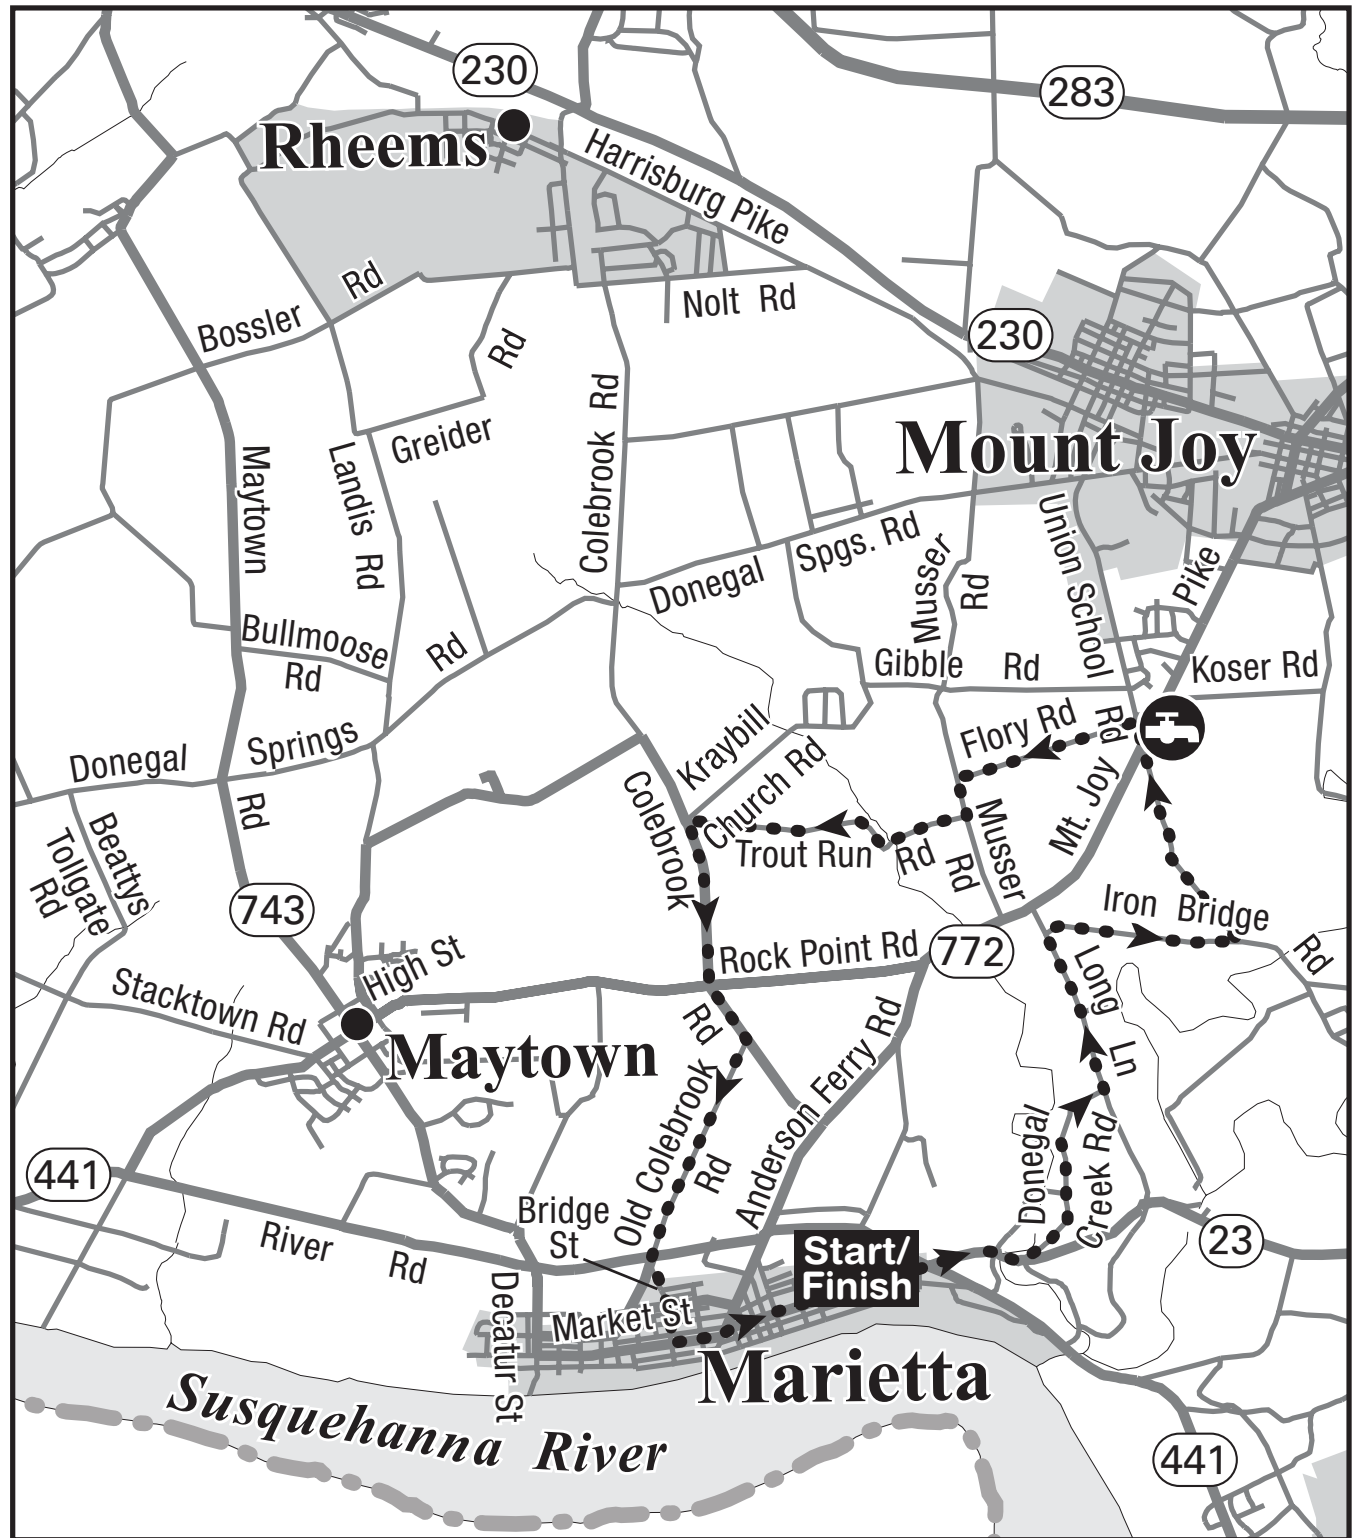 230
283
Rheems
Harrisburg Pike
Bossler Rd
Nolt Rd
230
Greider Rd
Colebrook Rd
Mount Joy
Maytown Rd
Landis Rd
Donegal Spgs. Rd
Musser Rd
Union School Rd
Pike
Bullmoose
Rd
Gibble Rd
Koser Rd
Donegal Springs Rd
Kraybill
Church Rd
Flory Rd
Mt. Joy
Colebrook Rd
Trout Run Rd
Musser
Rd
Beattys
Tollgate
Rd
743
Iron Bridge Rd
High St
Rock Point Rd
772
Long Ln
Stacktown Rd
Maytown
Old Colebrook
Rd
Anderson Ferry Rd
Donegal
Creek Rd
441
River Rd
Bridge
St
Start/
Finish
23
Decatur St
Market St
Marietta
Susquehanna River
441